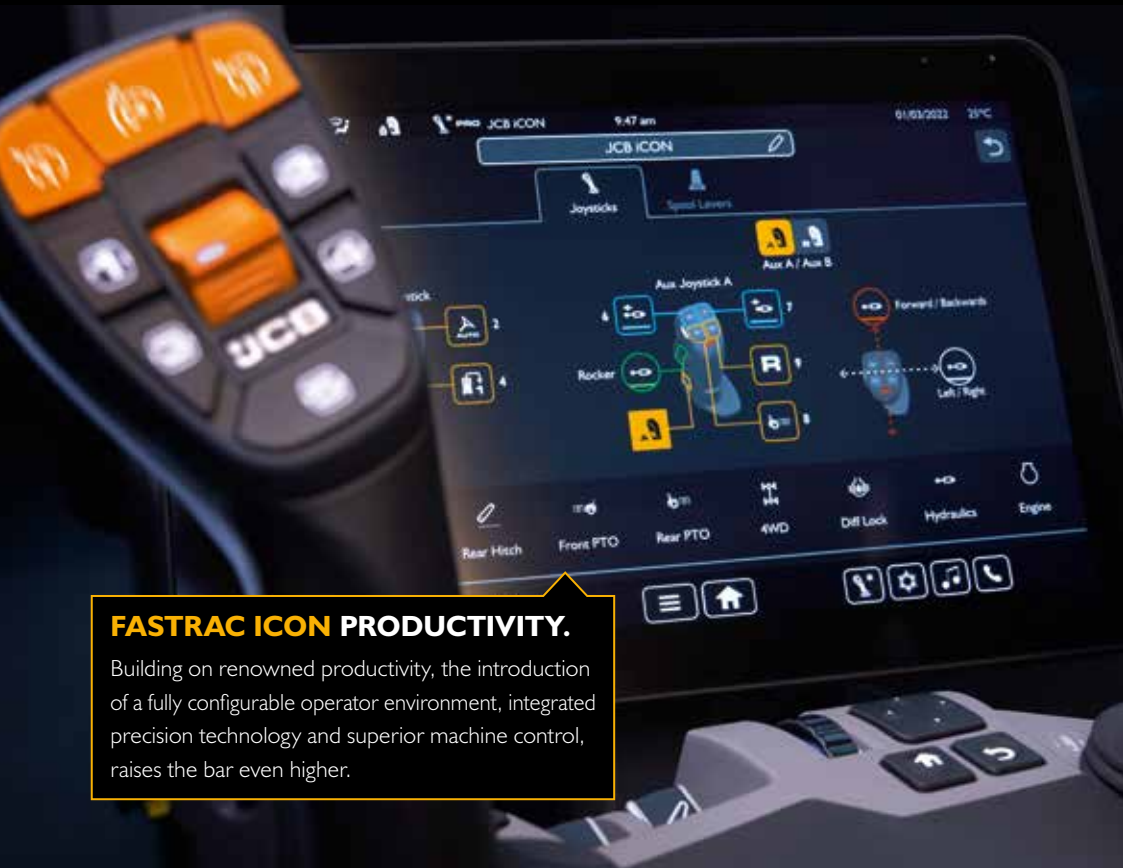 PRO JCB iCON
9:47 am
01/03/2022 25°C
JCB iCON
Joysticks
Spool Levers
Aux A / Aux B
Aux Joystick A
2
4
AUTO
6
7
Rocker
R 9
8
Forward / Backwards
Left / Right
JCB
Rear Hitch
Front PTO
Rear PTO
4WD
Diff Lock
Hydraulics
Engine
FASTRAC ICON PRODUCTIVITY.
Building on renowned productivity, the introduction
of a fully configurable operator environment, integrated
precision technology and superior machine control,
raises the bar even higher.